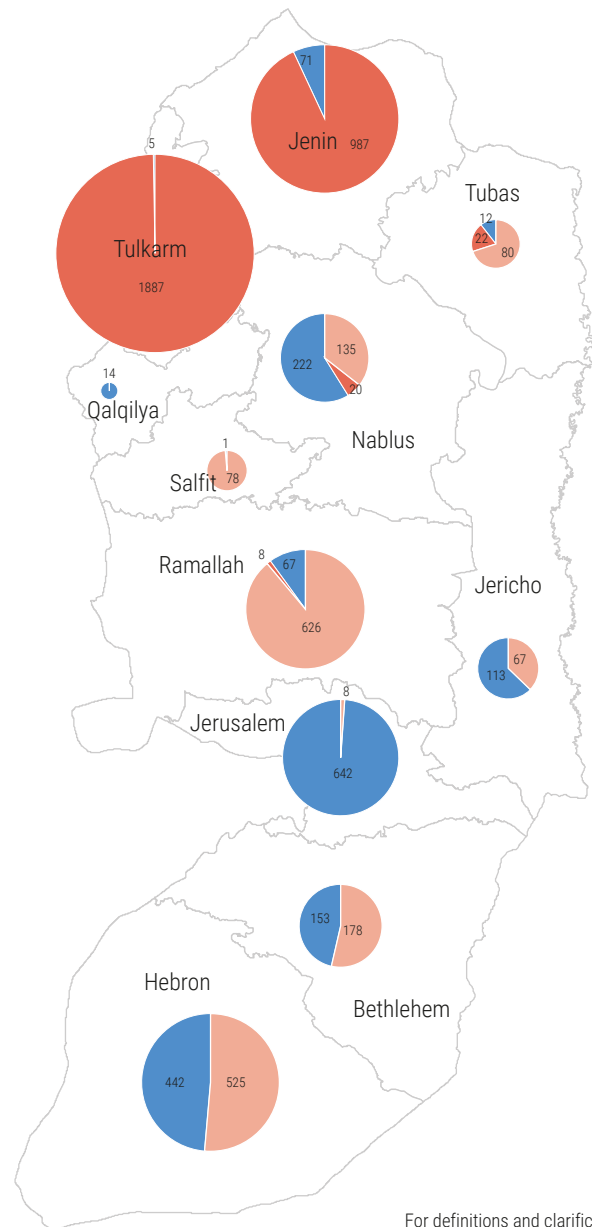 71
Jenin
987
5
Tulkarm
1887
Tubas
12
22
80
14
Qalqilya
135
222
20
Nablus
1
Salfit
78
Ramallah
8
67
626
Jericho
67
113
8
Jerusalem
642
153
178
Bethlehem
Hebron
442
525
For definitions and clarific